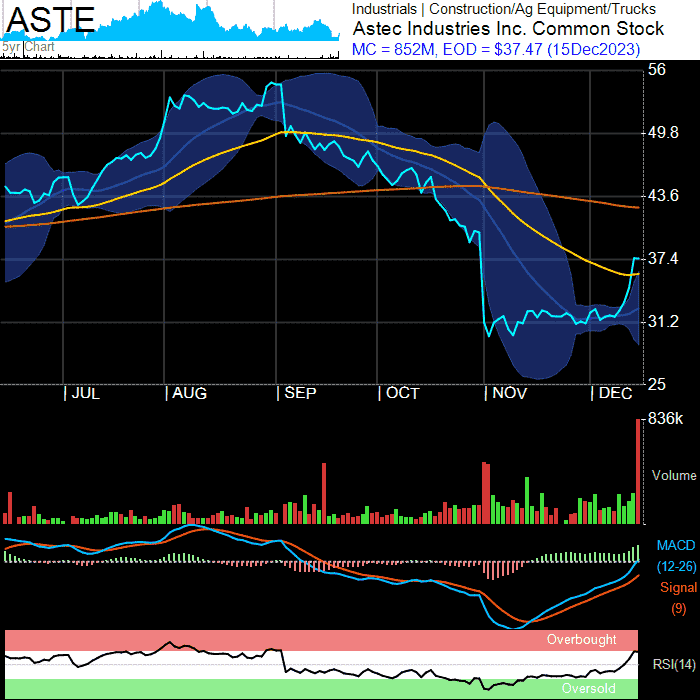 ASTE
5yr Chart
Industrials | Construction/Ag Equipment/Trucks
Astec Industries Inc. Common Stock
MC = 852M, EOD = $37.47 (15Dec2023)
56
49.8
43.6
37.4
31.2
25
| JUL | AUG | SEP | OCT | NOV | DEC
836k
Volume
MACD
(12-26)
Signal
(9)
Overbought
RSI(14)
Oversold